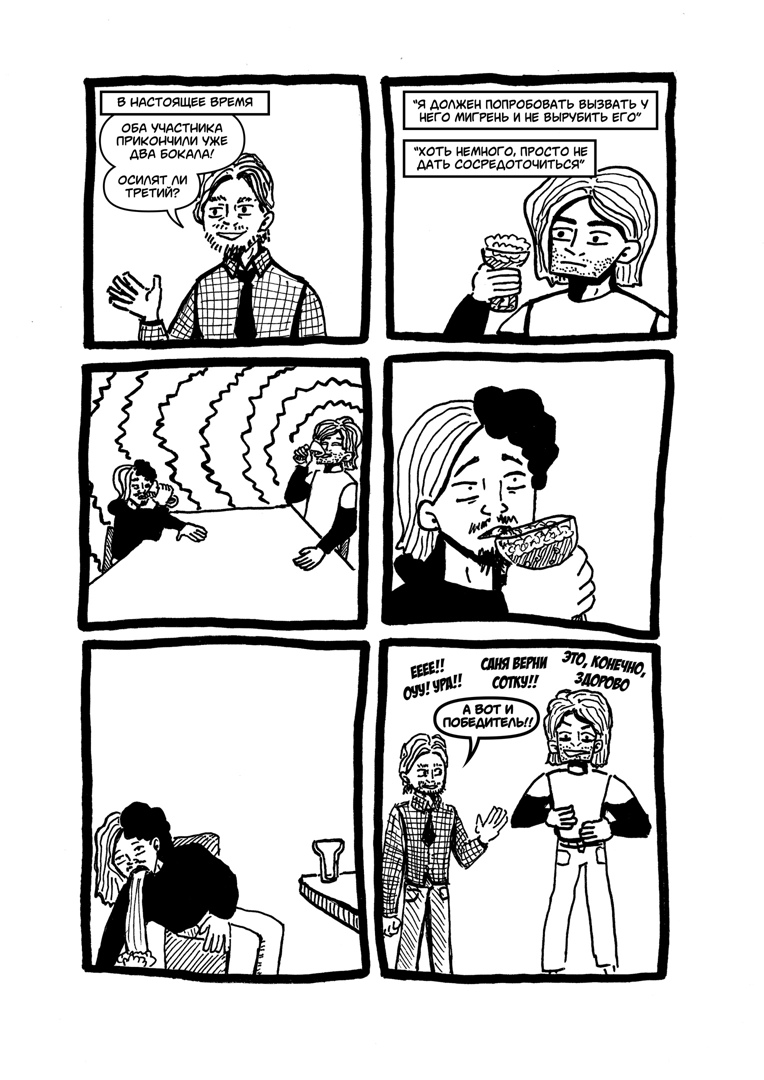 В НАСТОЯЩЕЕ ВРЕМЯ
ОБА УЧАСТНИКА
ПРИКОНЧИЛИ УЖЕ
ДВА БОКАЛА!
ОСИЛЯТ ЛИ
ТРЕТИЙ?
"Я ДОЛЖЕН ПОПРОБОВАТЬ ВЫЗВАТЬ У
НЕГО МИГРЕНЬ И НЕ ВЫРУБИТЬ ЕГО"
"ХОТЬ НЕМНОГО, ПРОСТО НЕ
ДАТЬ СОСРЕДОТОЧИТЬСЯ"
ЕЕЕЕ!!
ОУУ! УРА!!
САНЯ ВЕРНИ
СОТКУ!!
ЭТО, КОНЕЧНО,
ЗДОРОВО
А ВОТ И
ПОБЕДИТЕЛЬ!!